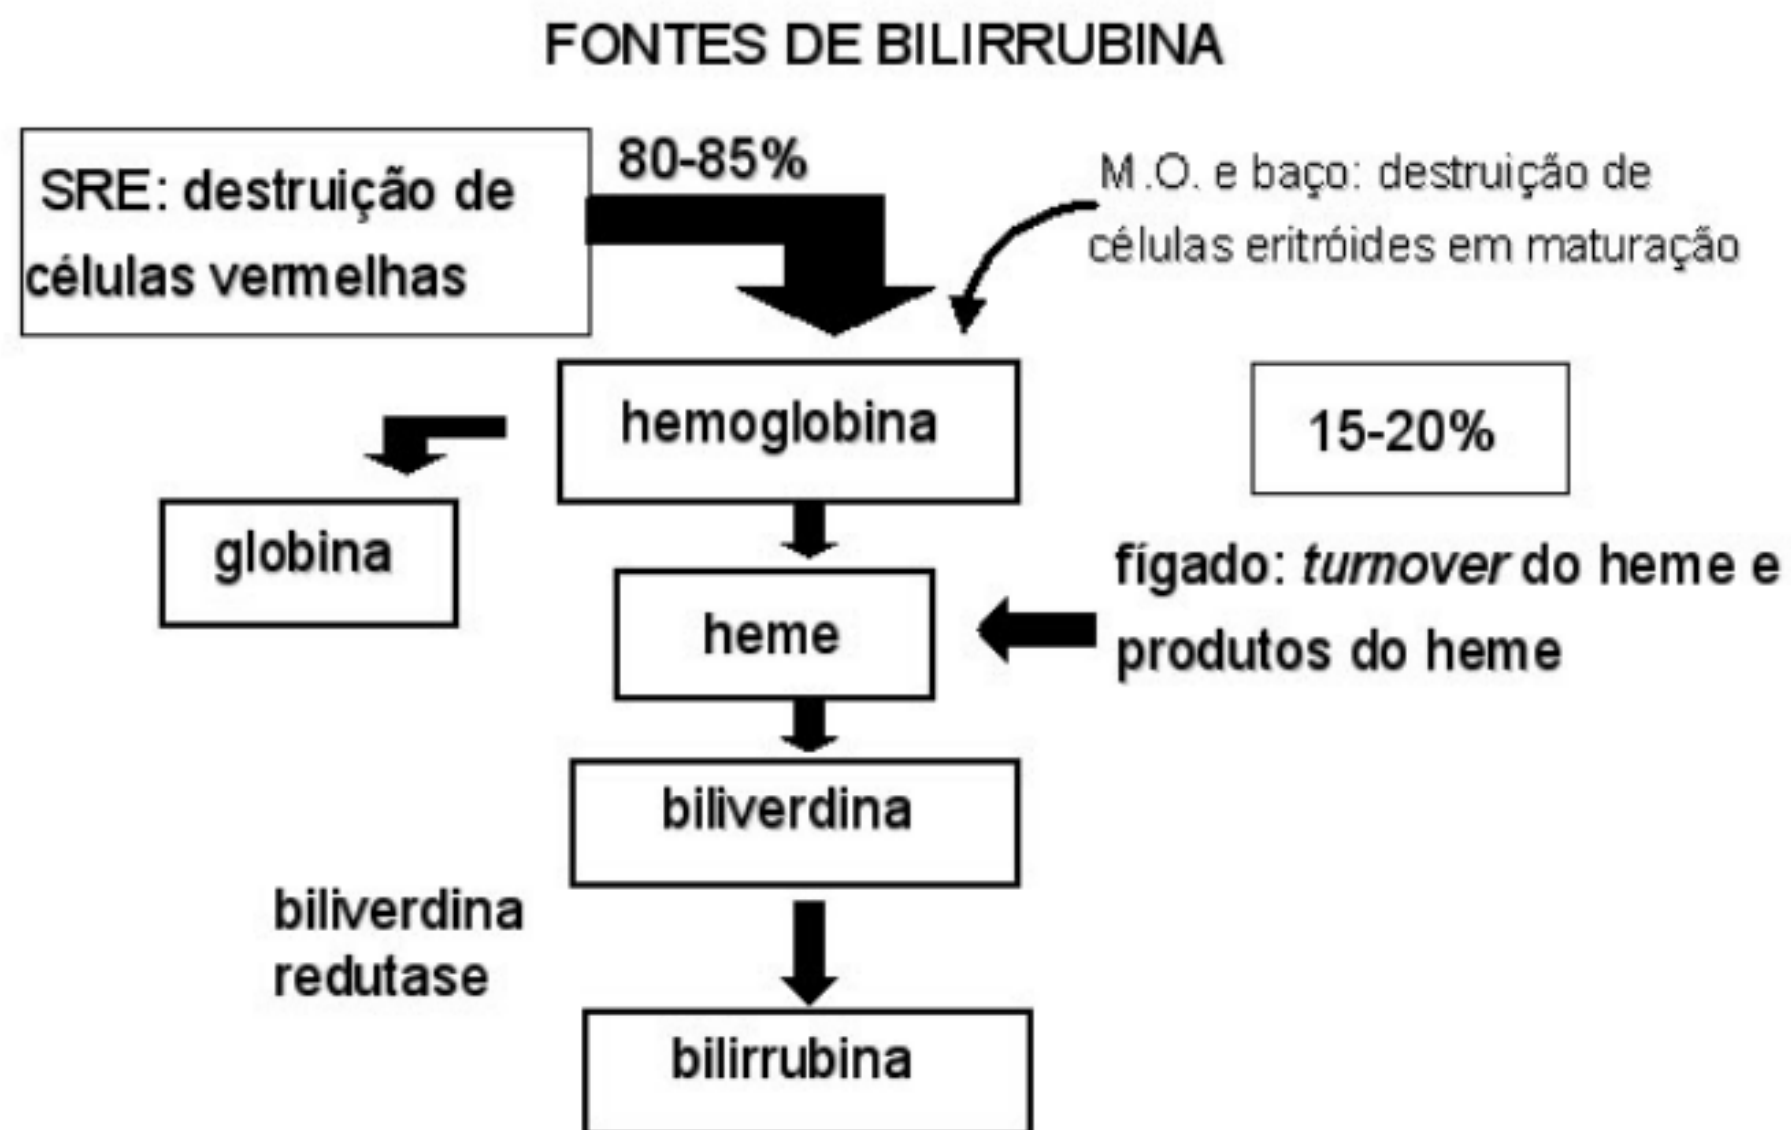 FONTES DE BILIRRUBINA
SRE: destruição de
células vermelhas
80-85%
M.O. e baço: destruição de
células eritróides em maturação
hemoglobina
15-20%
globina
fígado: turnover do heme e
produtos do heme
heme
biliverdina
biliverdina
redutase
bilirrubina